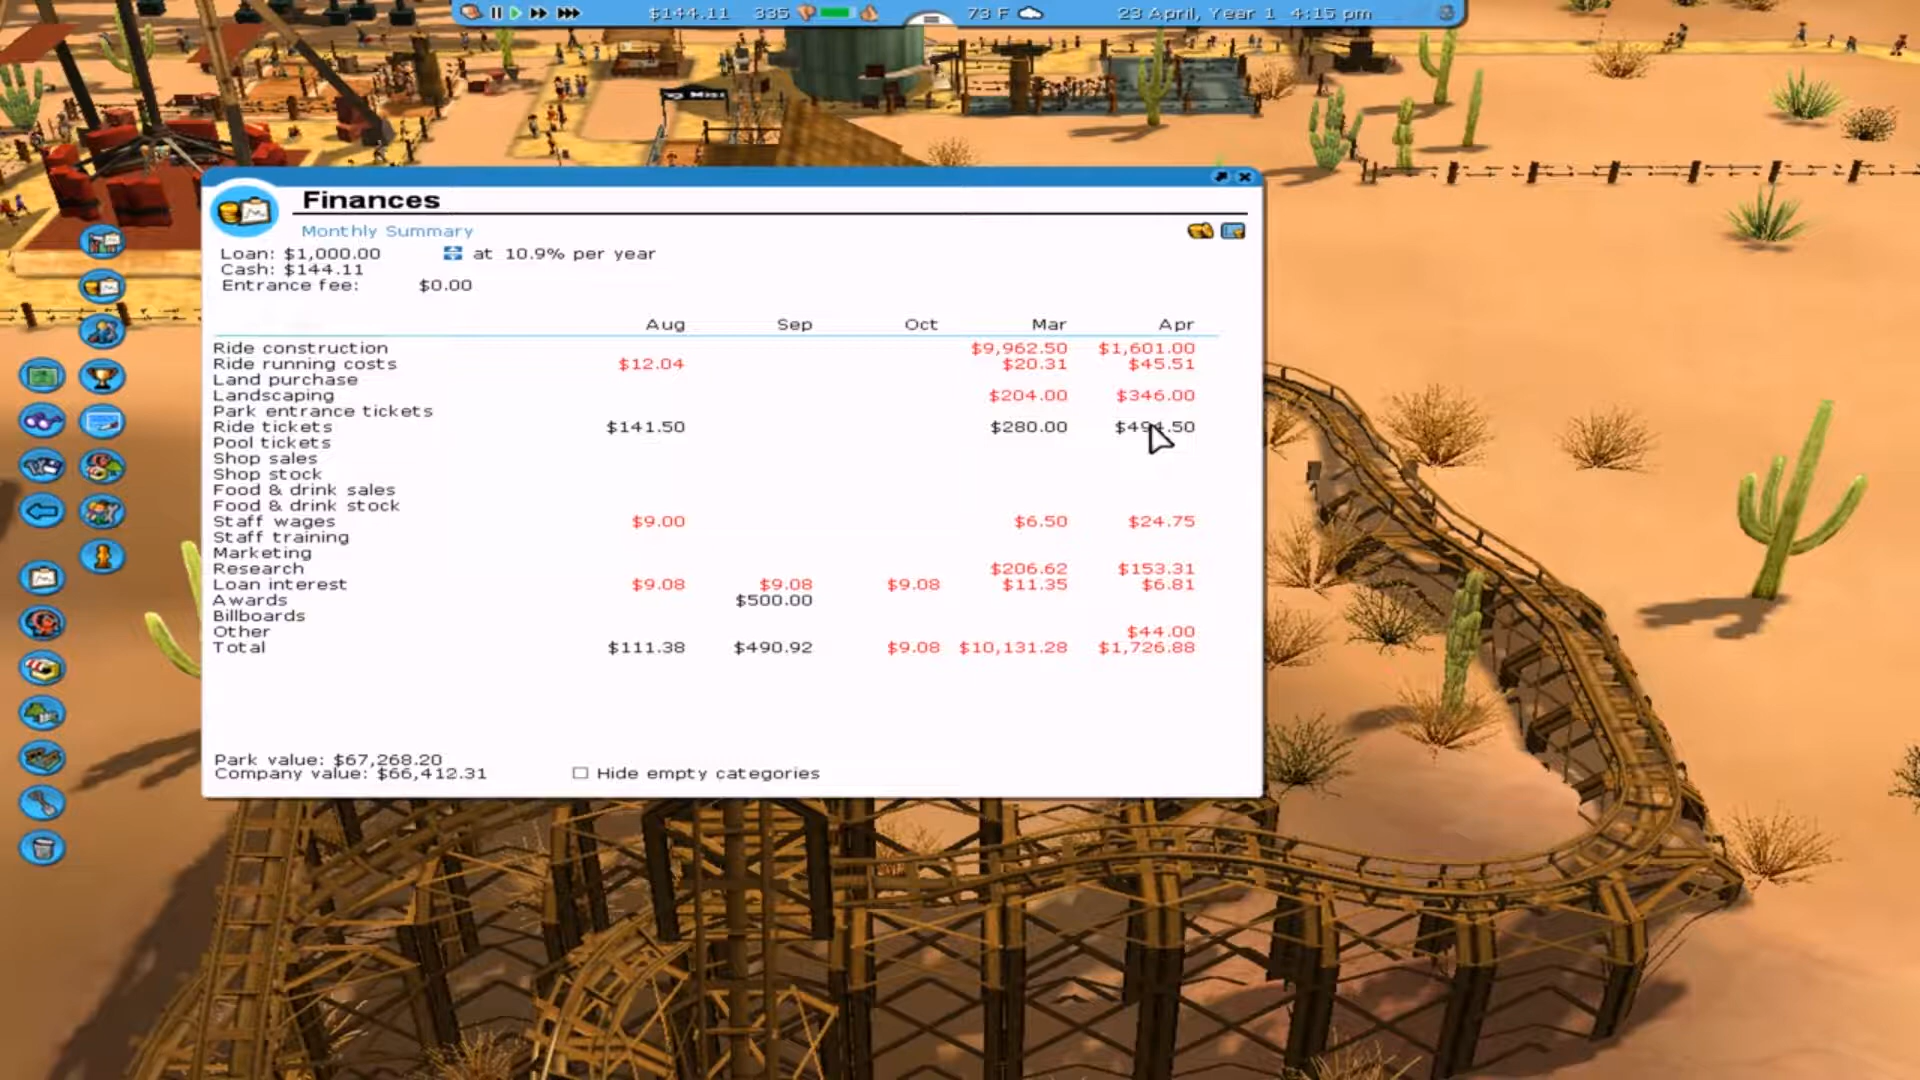 $144.11 335 73 F 23 April, Year 1 4:15 pm
Finances
Monthly Summary
Loan: $1,000.00 at 10.9% per year
Cash: $144.11
Entrance fee: $0.00
Aug Sep Oct Mar Apr
Ride construction $9,962.50 $1,601.00
Ride running costs $12.04 $20.31 $45.51
Land purchase
Landscaping $204.00 $346.00
Park entrance tickets
Ride tickets $141.50 $280.00 $494.50
Pool tickets
Shop sales
Shop stock
Food & drink sales
Food & drink stock
Staff wages $9.00 $6.50 $24.75
Staff training
Marketing
Research $206.62 $153.31
Loan interest $9.08 $9.08 $9.08 $11.35 $6.81
Awards $500.00
Billboards
Other $44.00
Total $111.38 $490.92 $9.08 $10,131.28 $1,726.88
Park value: $67,268.20
Company value: $66,412.31
Hide empty categories